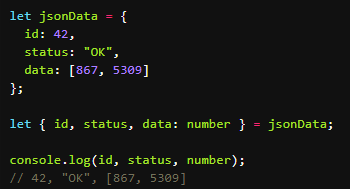 let jsonData = {
  id: 42,
  status: "OK",
  data: [867, 5309]
};

let { id, status, data: number } = jsonData;

console.log(id, status, number);
// 42, "OK", [867, 5309]